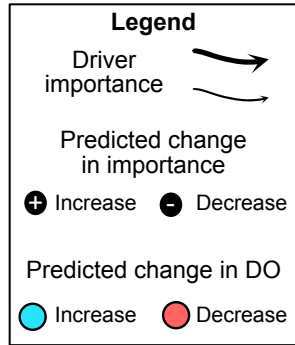 Legend
Driver
importance
Predicted change
in importance
+ Increase - Decrease
Predicted change in DO
Increase Decrease